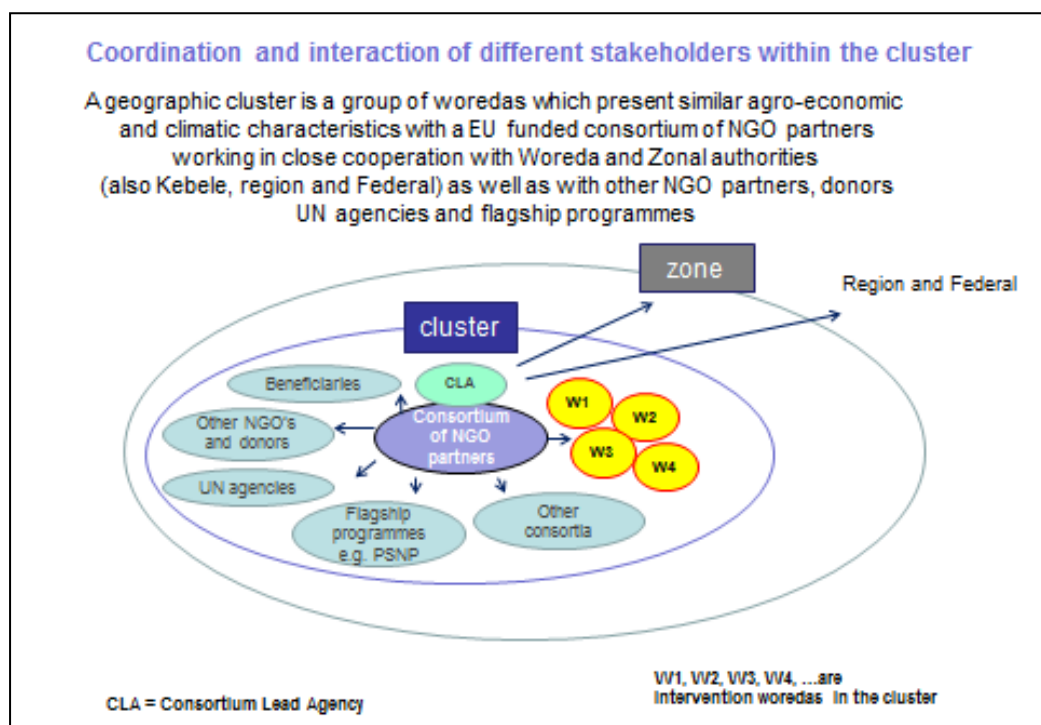 Coordination and interaction of different stakeholders within the cluster
A geographic cluster is a group of woredas which present similar agro-economic
and climatic characteristics with a EU funded consortium of NGO partners
working in close cooperation with Woreda and Zonal authorities
(also Kebele, region and Federal) as well as with other NGO partners, donors
UN agencies and flagship programmes
zone
Region and Federal
cluster
Beneficiaries
CLA
Other NGO's
and donors
Consortium
of NGO
partners
W1
W2
W3
W4
UN agencies
Flagship
programmes
e.g. PSNP
Other
consortia
CLA = Consortium Lead Agency
W1, W2, W3, W4, ...are
Intervention woredas in the cluster